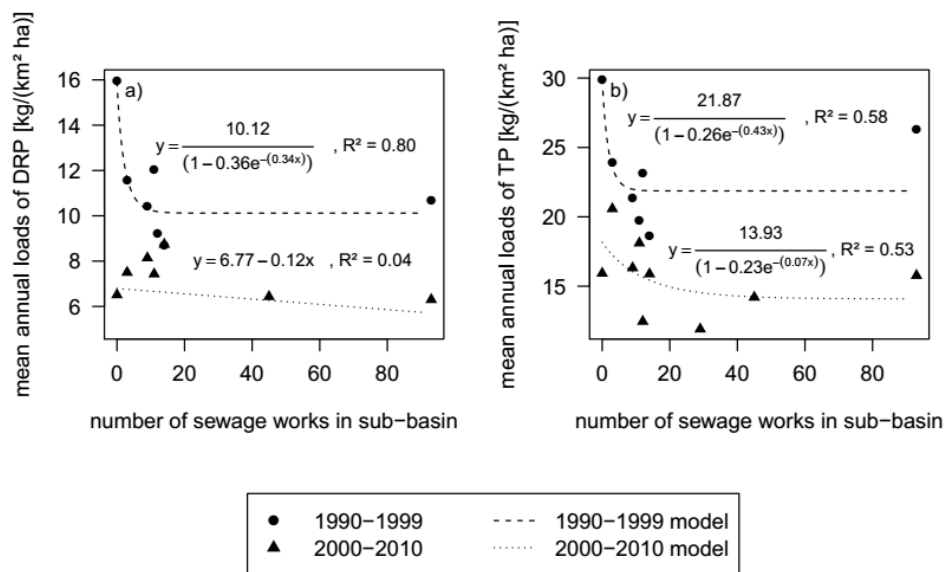 mean annual loads of DRP [kg/(km² ha)]
16
14
12
10
8
6
a)
y = 10.12 / (1−0.36e^−(0.34x)) , R² = 0.80
y = 6.77−0.12x , R² = 0.04
0 20 40 60 80
number of sewage works in sub−basin
mean annual loads of TP [kg/(km² ha)]
30
25
20
15
b)
y = 21.87 / (1−0.26e^−(0.43x)) , R² = 0.58
y = 13.93 / (1−0.23e^−(0.07x)) , R² = 0.53
0 20 40 60 80
number of sewage works in sub−basin
1990−1999 1990−1999 model
2000−2010 2000−2010 model